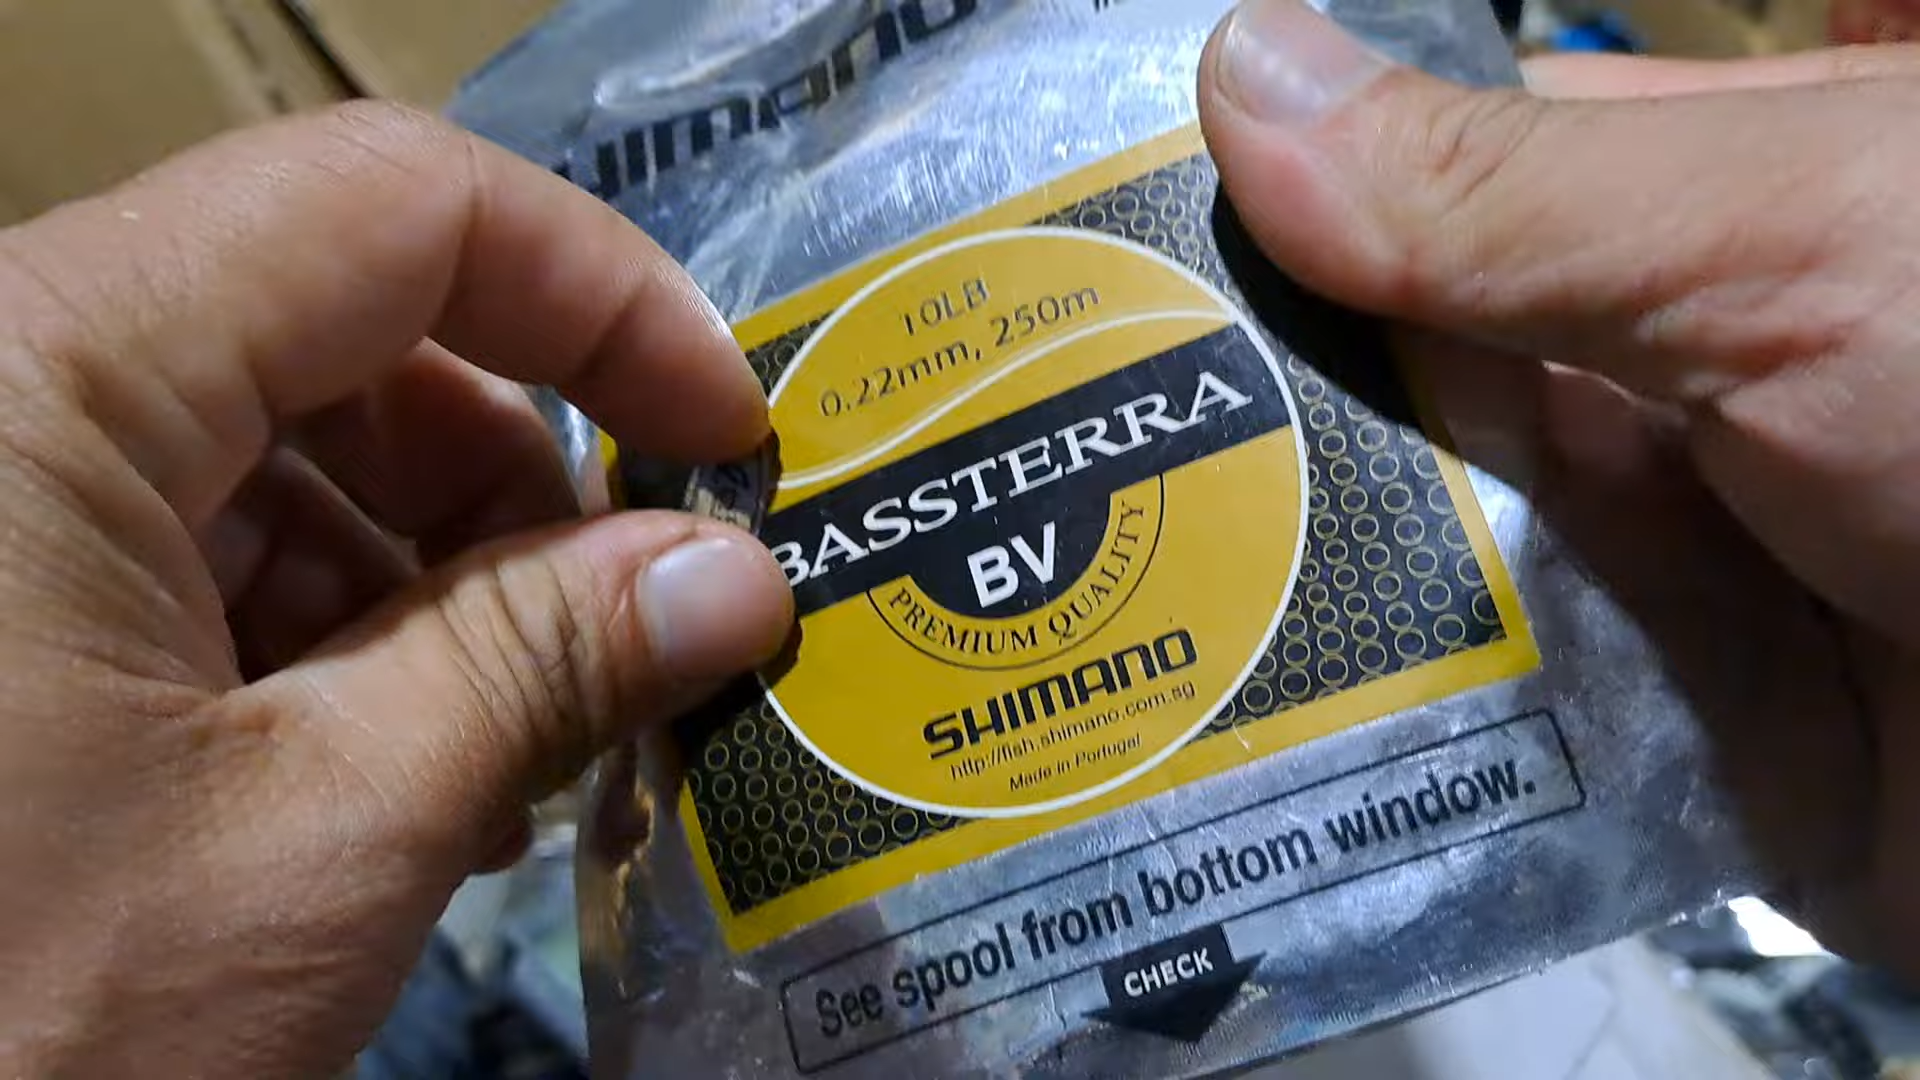 SHIMANO
10LB
0.22mm, 250m
BASSTERRA
BV
PREMIUM QUALITY
SHIMANO
http://fish.shimano.com.sg
Made in Portugal
See spool from bottom window.
CHECK